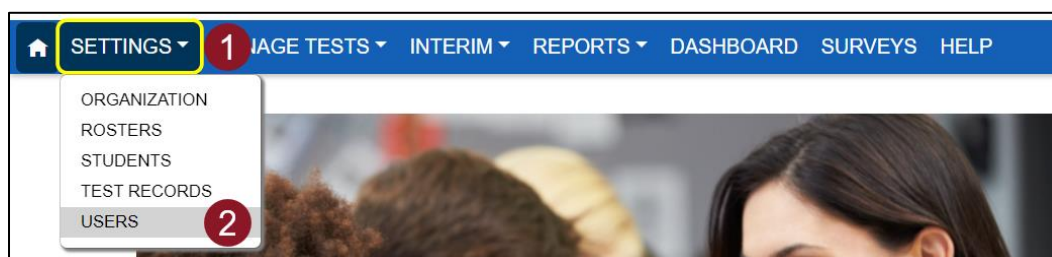 SETTINGS 1 NAGE TESTS INTERIM REPORTS DASHBOARD SURVEYS HELP
ORGANIZATION
ROSTERS
STUDENTS
TEST RECORDS
USERS 2